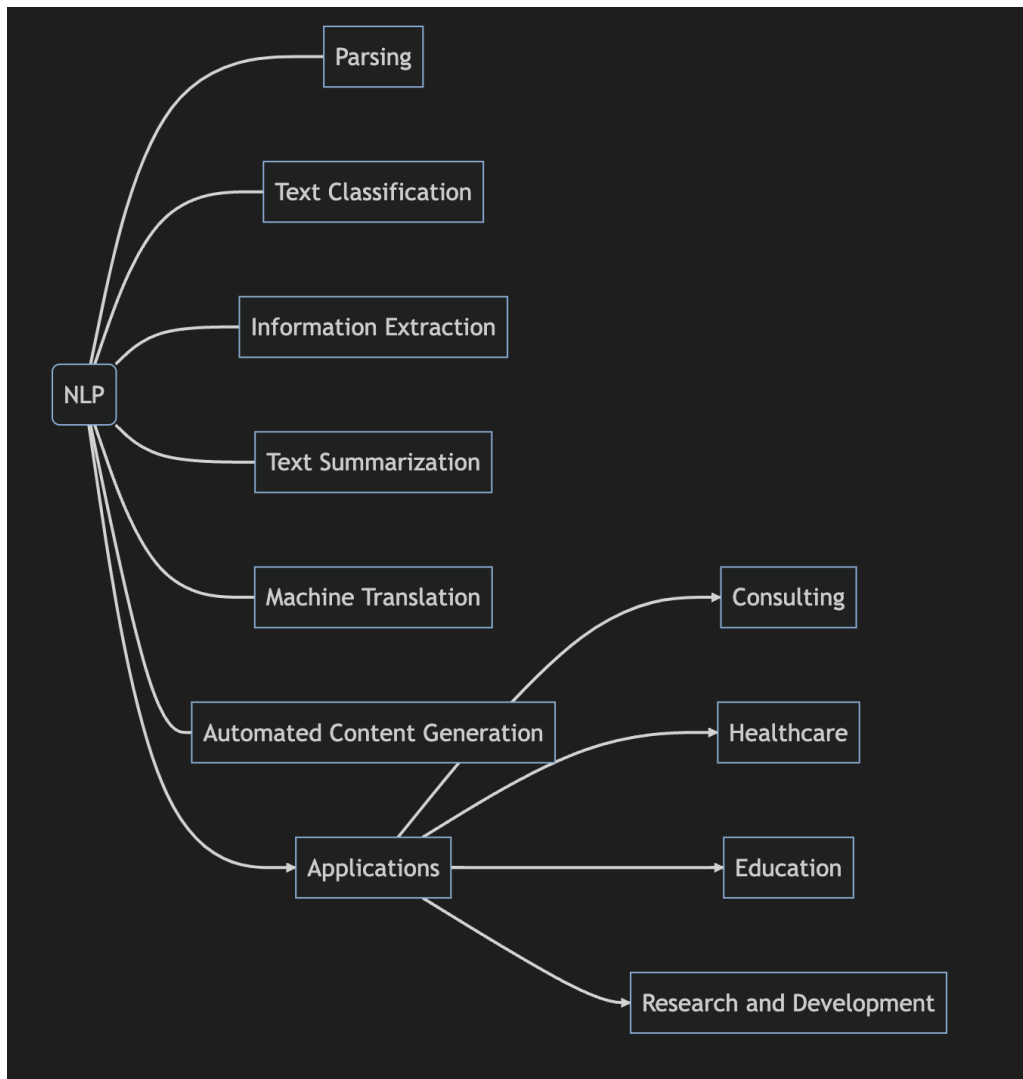 Parsing
Text Classification
Information Extraction
NLP
Text Summarization
Machine Translation
Consulting
Automated Content Generation
Healthcare
Applications
Education
Research and Development